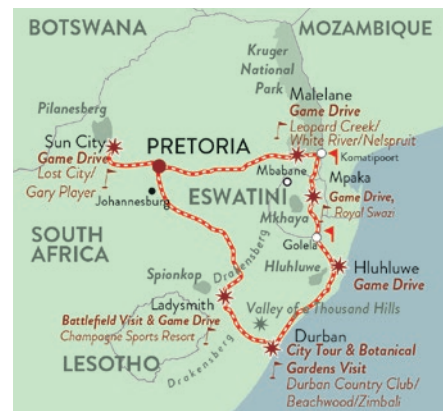 BOTSWANA
MOZAMBIQUE
Kruger
National
Park
Pilanesberg
Malelane
Game Drive
Leopard Creek/
White River/Nelspruit
Sun City
Game Drive
Lost City/
Gary Player
PRETORIA
Komatipoort
Mbabane
Johannesburg
ESWATINI
Mpaka
Game Drive,
Royal Swazi
Mkhaya
SOUTH
AFRICA
Golela
Drakensberg
Spionkop
Hluhluwe
Hluhluwe
Game Drive
Ladysmith
Valley of a Thousand Hills
Battlefield Visit & Game Drive
Champagne Sports Resort
Durban
LESOTHO
Drakensberg
City Tour & Botanical
Gardens Visit
Durban Country Club/
Beachwood/Zimbali